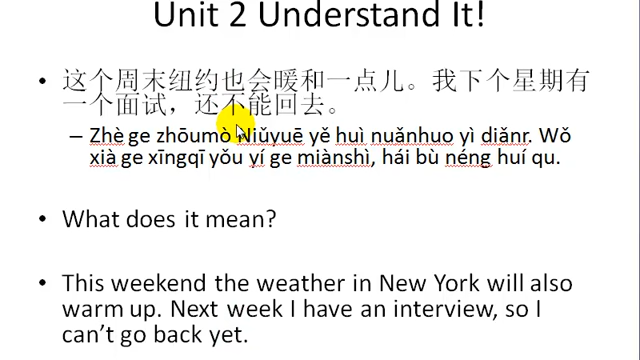 Unit 2 Understand It!
• 这个周末纽约也会暖和一点儿。我下个星期有
一个面试，还不能回去。
– Zhè ge zhōumò Niǔyuē yě huì nuǎnhuo yì diǎnr. Wǒ
xià ge xīngqī yǒu yí ge miànshì, hái bù néng huí qu.
• What does it mean?
• This weekend the weather in New York will also
warm up. Next week I have an interview, so I
can’t go back yet.